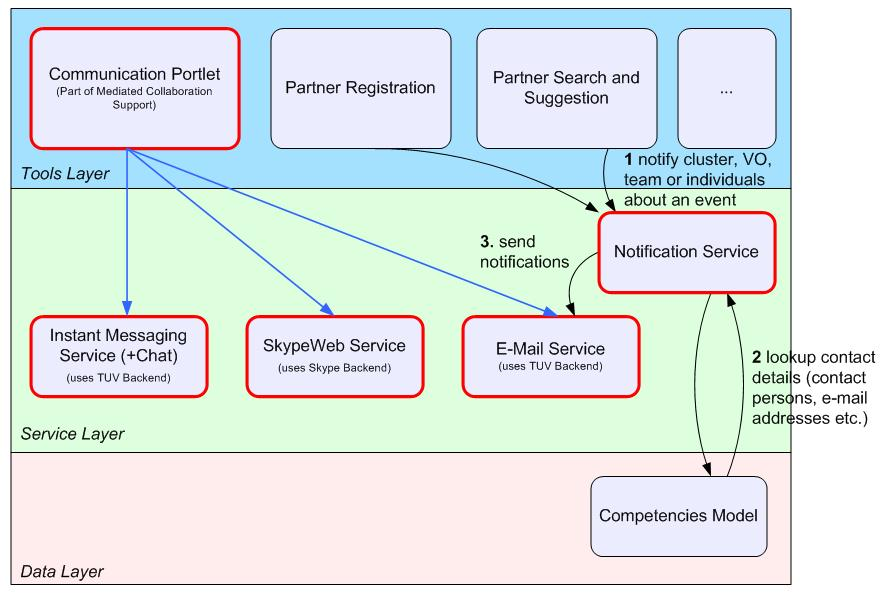 Communication Portlet
(Part of Mediated Collaboration
Support)
Partner Registration
Partner Search and
Suggestion
...
Tools Layer
1 notify cluster, VO,
team or individuals
about an event
3. send
notifications
Notification Service
Instant Messaging
Service (+Chat)
(uses TUV Backend)
SkypeWeb Service
(uses Skype Backend)
E-Mail Service
(uses TUV Backend)
2 lookup contact
details (contact
persons, e-mail
addresses etc.)
Service Layer
Competencies Model
Data Layer